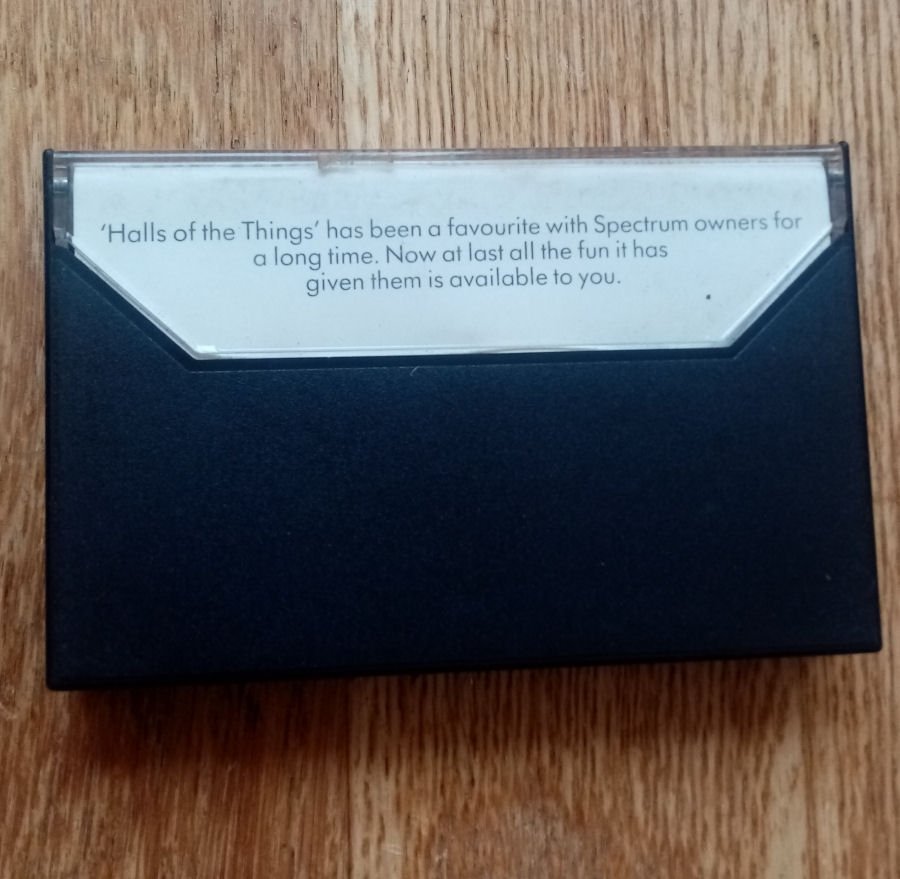 ‘Halls of the Things’ has been a favourite with Spectrum owners for
a long time. Now at last all the fun it has
given them is available to you.